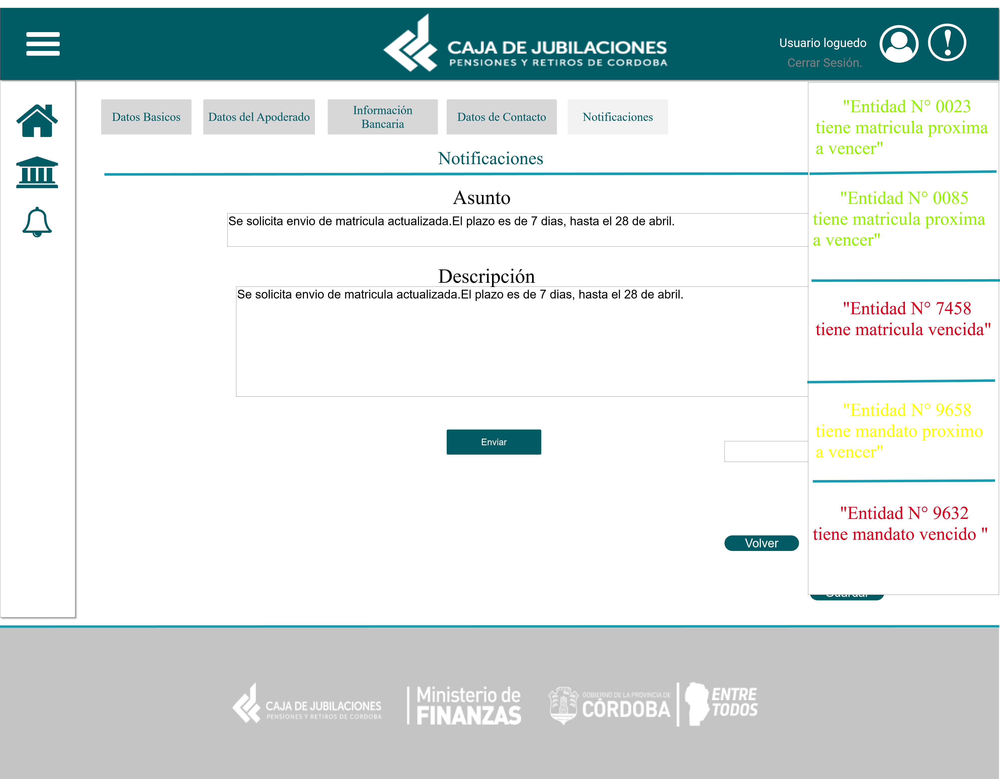 CAJA DE JUBILACIONES
PENSIONES Y RETIROS DE CORDOBA
Usuario loguedo
Cerrar Sesión.
Datos Basicos
Datos del Apoderado
Información
Bancaria
Datos de Contacto
Notificaciones
Notificaciones
Asunto
Se solicita envio de matricula actualizada.El plazo es de 7 dias, hasta el 28 de abril.
Descripción
Se solicita envio de matricula actualizada.El plazo es de 7 dias, hasta el 28 de abril.
Enviar
Volver
"Entidad N° 0023
tiene matricula proxima
a vencer"
"Entidad N° 0085
tiene matricula proxima
a vencer"
"Entidad N° 7458
tiene matricula vencida"
"Entidad N° 9658
tiene mandato proximo
a vencer"
"Entidad N° 9632
tiene mandato vencido "
Guardar
CAJA DE JUBILACIONES
PENSIONES Y RETIROS DE CORDOBA
Ministerio de
FINANZAS
GOBIERNO DE LA PROVINCIA DE
CÓRDOBA
ENTRE
TODOS